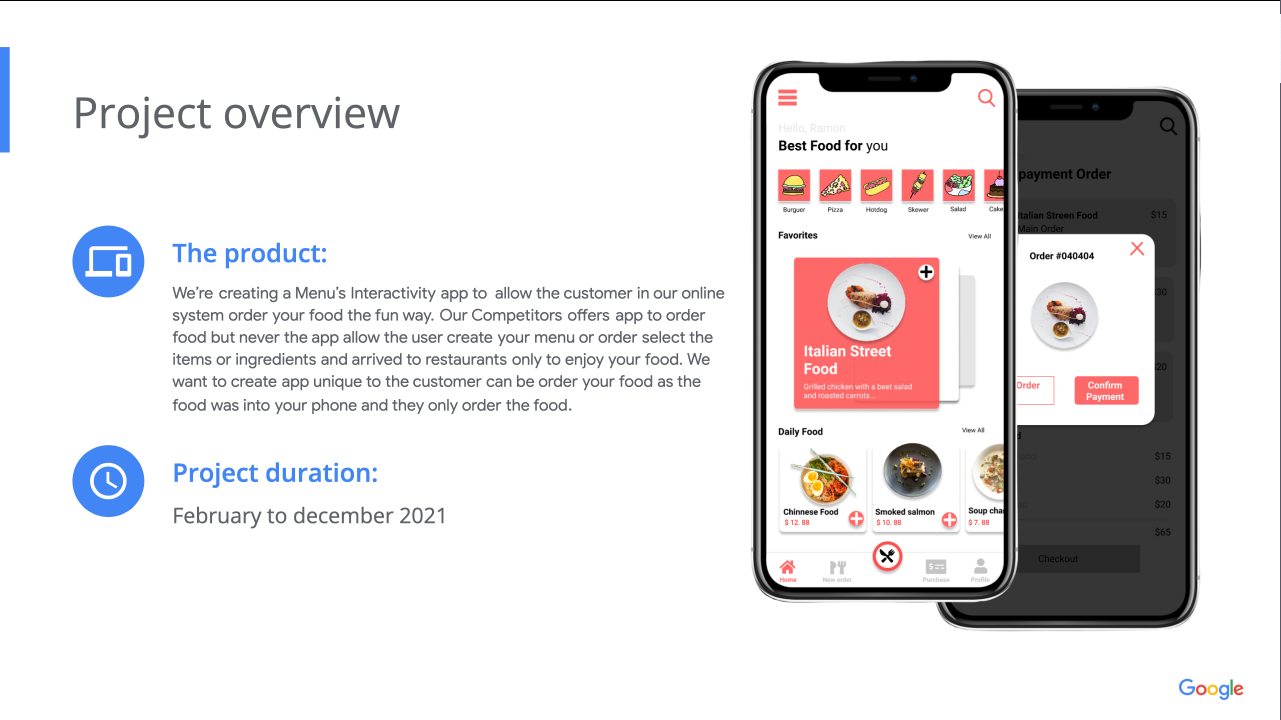 Project overview
The product:
We're creating a Menu's Interactivity app to allow the customer in our online
system order your food the fun way. Our Competitors offers app to order
food but never the app allow the user create your menu or order select the
items or ingredients and arrived to restaurants only to enjoy your food. We
want to create app unique to the customer can be order your food as the
food was into your phone and they only order the food.
Project duration:
February to december 2021
Hello, Ramon
Best Food for you
Burguer Pizza Hotdog Skewer Salad Cake
Favorites View All
Italian Street
Food
Grilled chicken with a beet salad
and roasted carrots...
Daily Food View All
Chinnese Food Smoked salmon Soup cha
$ 12. 88 $ 10. 88 $ 7. 88
Home New order Purchase Profile
payment Order
Italian Streen Food $15
Main Order
Order #040404
$30
$20
Order Confirm
Payment
$15
$30
$20
$65
Checkout
Google